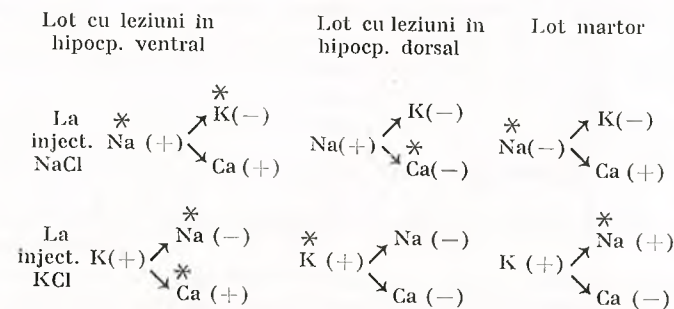 Lot cu leziuni în Lot cu leziuni în Lot martor
hipocp. ventral hipocp. dorsal
* 
La * K(—) K(—) K(—)
inject. Na (+) Na(+) * * Na(—)
NaCl Ca (+) Ca(—) Ca (+)
La * Na (—) * Na (—) * Na (+)
inject. K(+) K (+) K (+)
KCl * Ca (+) Ca (—) Ca (—)